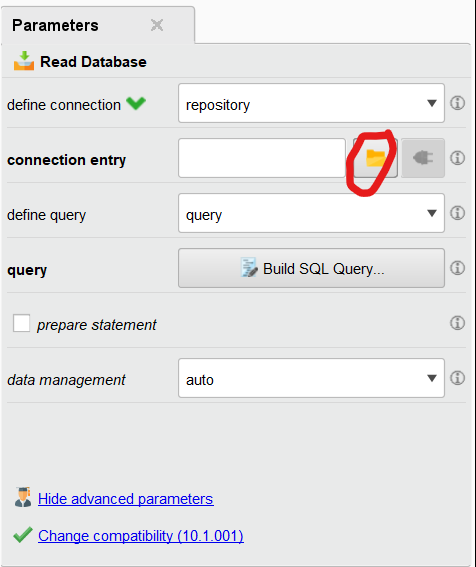 Parameters
Read Database
define connection repository
connection entry
define query query
query Build SQL Query...
prepare statement
data management auto
Hide advanced parameters
Change compatibility (10.1.001)